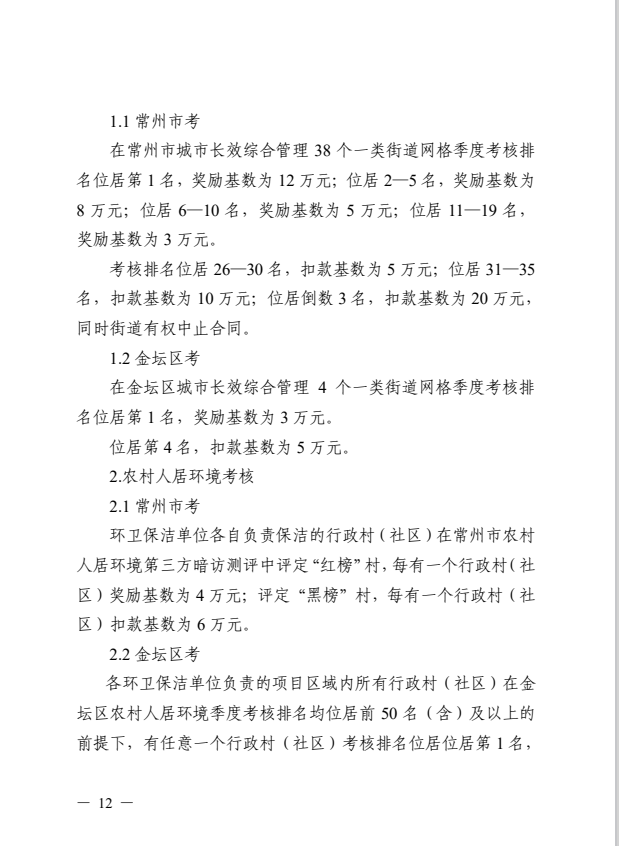 1.1 常州市考
在常州市城市长效综合管理 38 个一类街道网格季度考核排
名位居第 1 名，奖励基数为 12 万元；位居 2—5 名，奖励基数为
8 万元；位居 6—10 名，奖励基数为 5 万元；位居 11—19 名，
奖励基数为 3 万元。
考核排名位居 26—30 名，扣款基数为 5 万元；位居 31—35
名，扣款基数为 10 万元；位居倒数 3 名，扣款基数为 20 万元，
同时街道有权中止合同。
1.2 金坛区考
在金坛区城市长效综合管理 4 个一类街道网格季度考核排
名位居第 1 名，奖励基数为 3 万元。
位居第 4 名，扣款基数为 5 万元。
2.农村人居环境考核
2.1 常州市考
环卫保洁单位各自负责保洁的行政村（社区）在常州市农村
人居环境第三方暗访测评中评定“红榜”村，每有一个行政村（社
区）奖励基数为 4 万元；评定“黑榜”村，每有一个行政村（社
区）扣款基数为 6 万元。
2.2 金坛区考
各环卫保洁单位负责的项目区域内所有行政村（社区）在金
坛区农村人居环境季度考核排名均位居前 50 名（含）及以上的
前提下，有任意一个行政村（社区）考核排名位居位居第 1 名，
— 12 —